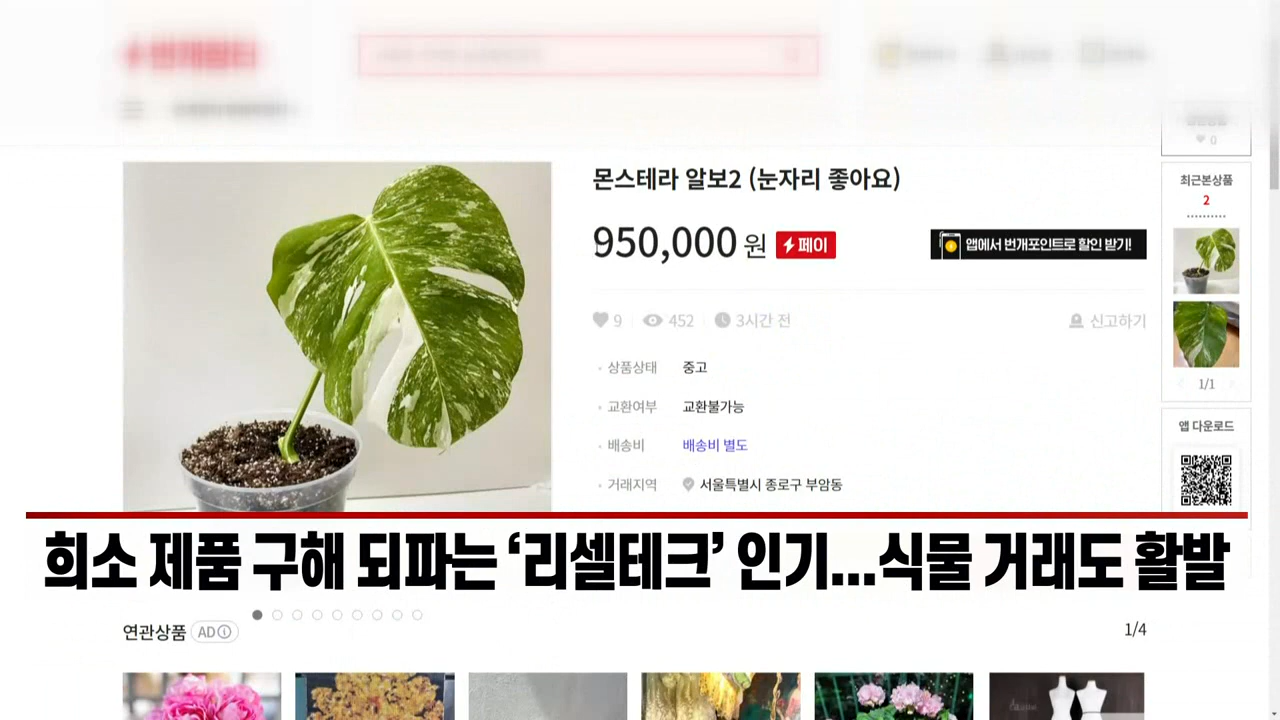 몬스테라 알보2 (눈자리 좋아요)
950,000원 페이
앱에서 번개포인트로 할인 받기!
9 452 3시간 전
신고하기
상품상태 중고
교환여부 교환불가능
배송비 배송비 별도
거래지역 서울특별시 종로구 부암동
0
최근본상품
2
1/1
앱 다운로드
희소 제품 구해 되파는 ‘리셀테크’ 인기...식물 거래도 활발
연관상품 AD
1/4